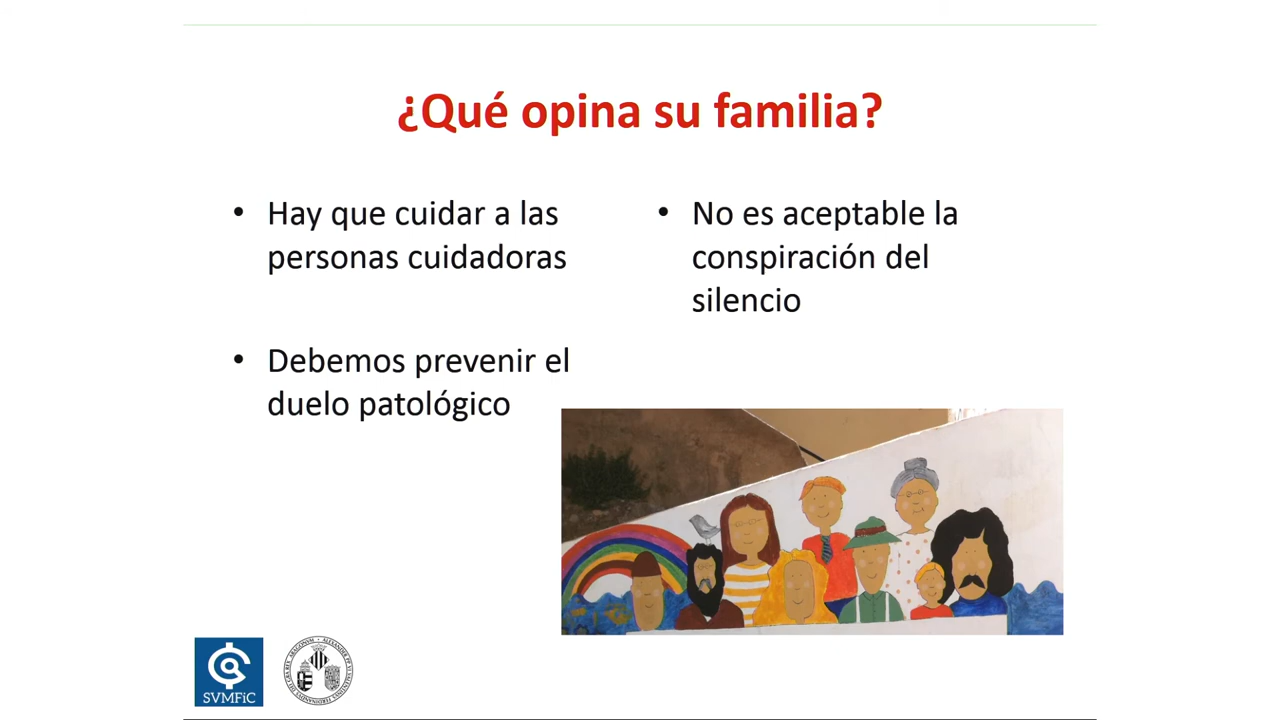 ¿Qué opina su familia?
• Hay que cuidar a las
personas cuidadoras
• Debemos prevenir el
duelo patológico
• No es aceptable la
conspiración del
silencio
SVMFiC